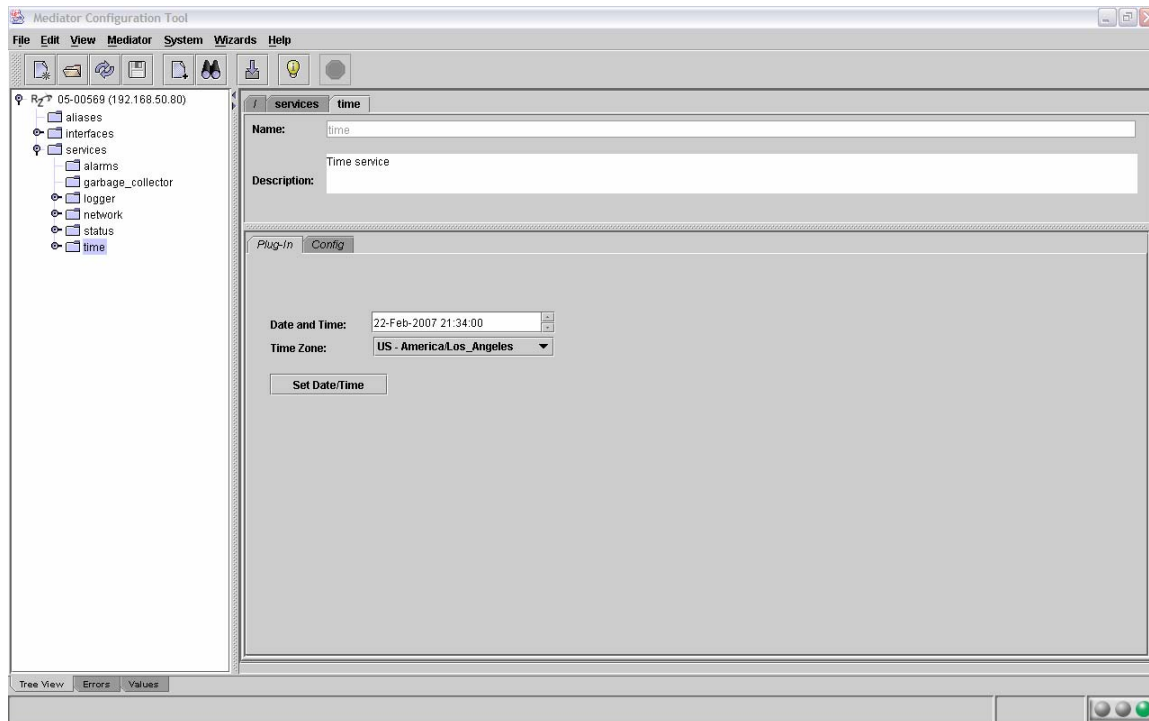 Mediator Configuration Tool
File Edit View Mediator System Wizards Help
05-00569 (192.168.50.80)
aliases
interfaces
services
alarms
garbage_collector
logger
network
status
time
/ services time
Name: time
Description: Time service
Plug-In Config
Date and Time: 22-Feb-2007 21:34:00
Time Zone: US - America/Los_Angeles
Set Date/Time
Tree View Errors Values